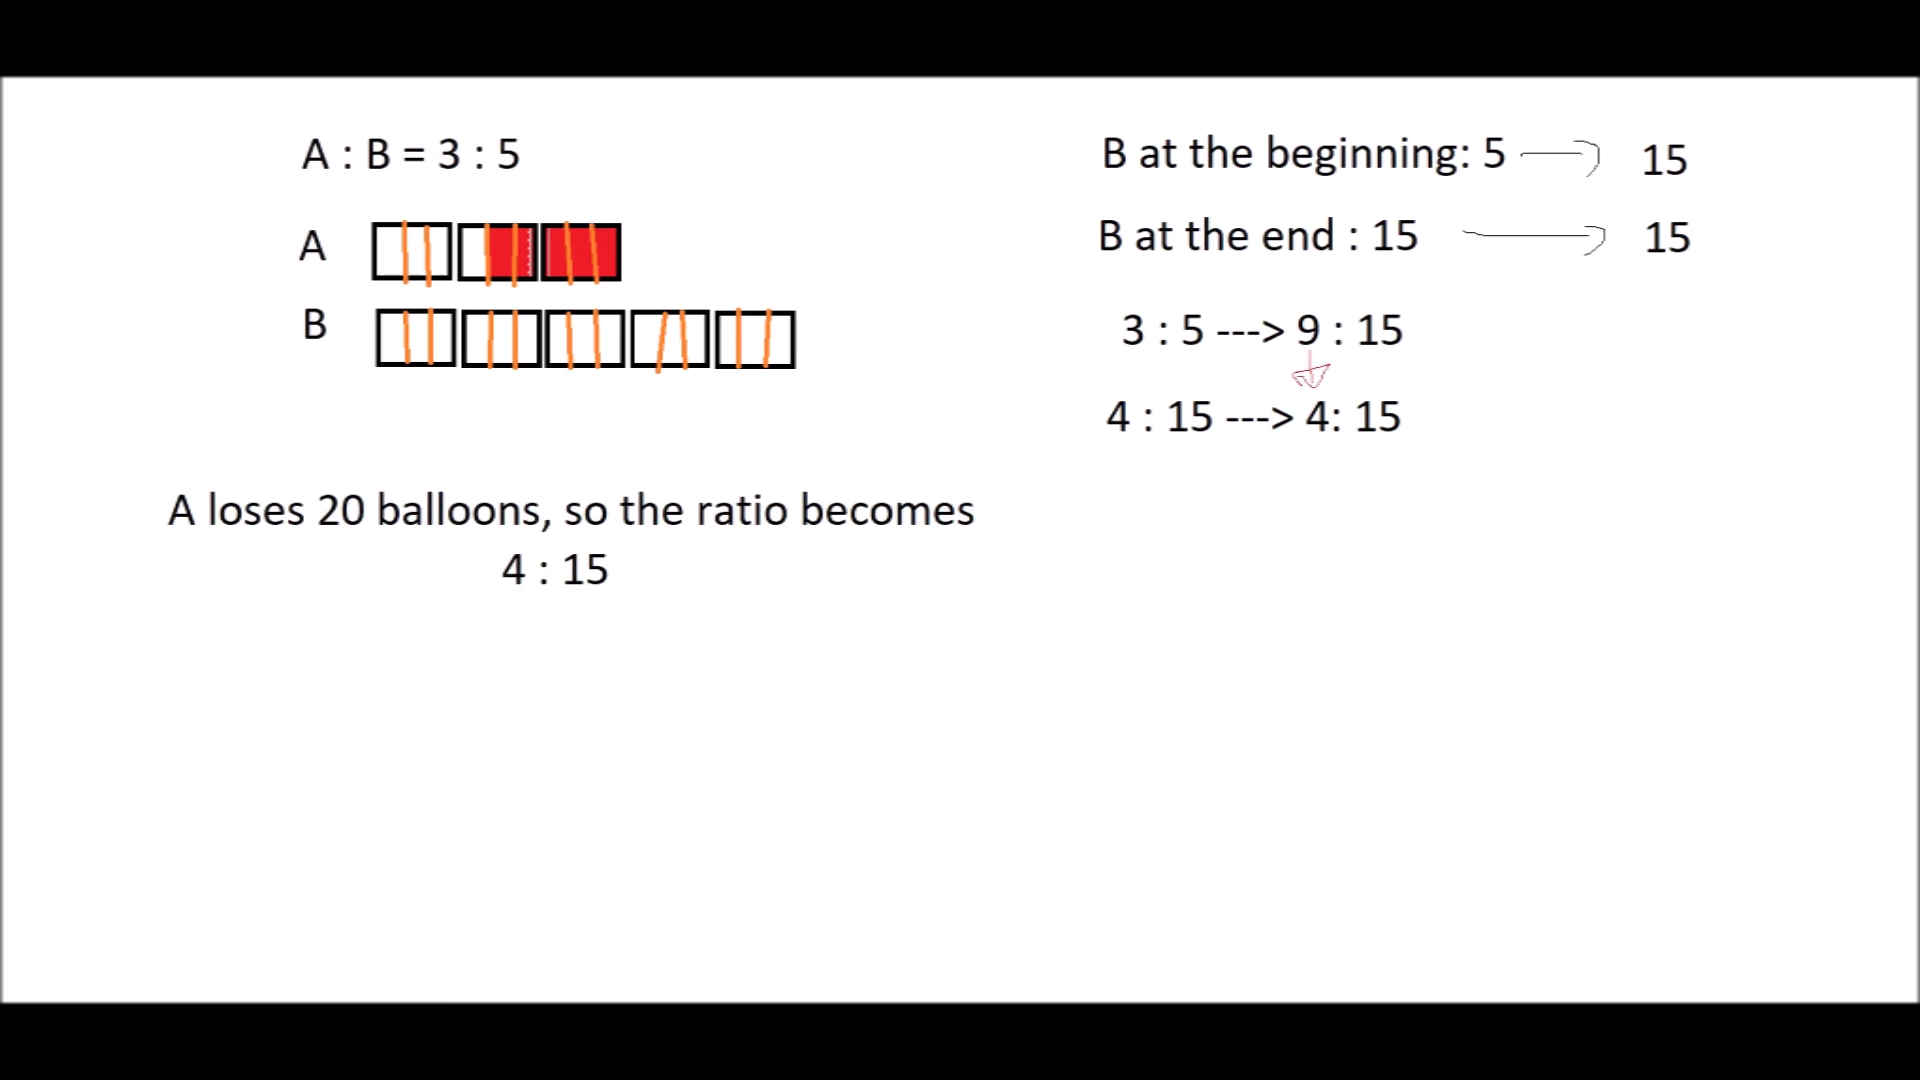 A : B = 3 : 5
A
B
A loses 20 balloons, so the ratio becomes
4 : 15
B at the beginning: 5 15
B at the end : 15 15
3 : 5 ---> 9 : 15
4 : 15 ---> 4: 15